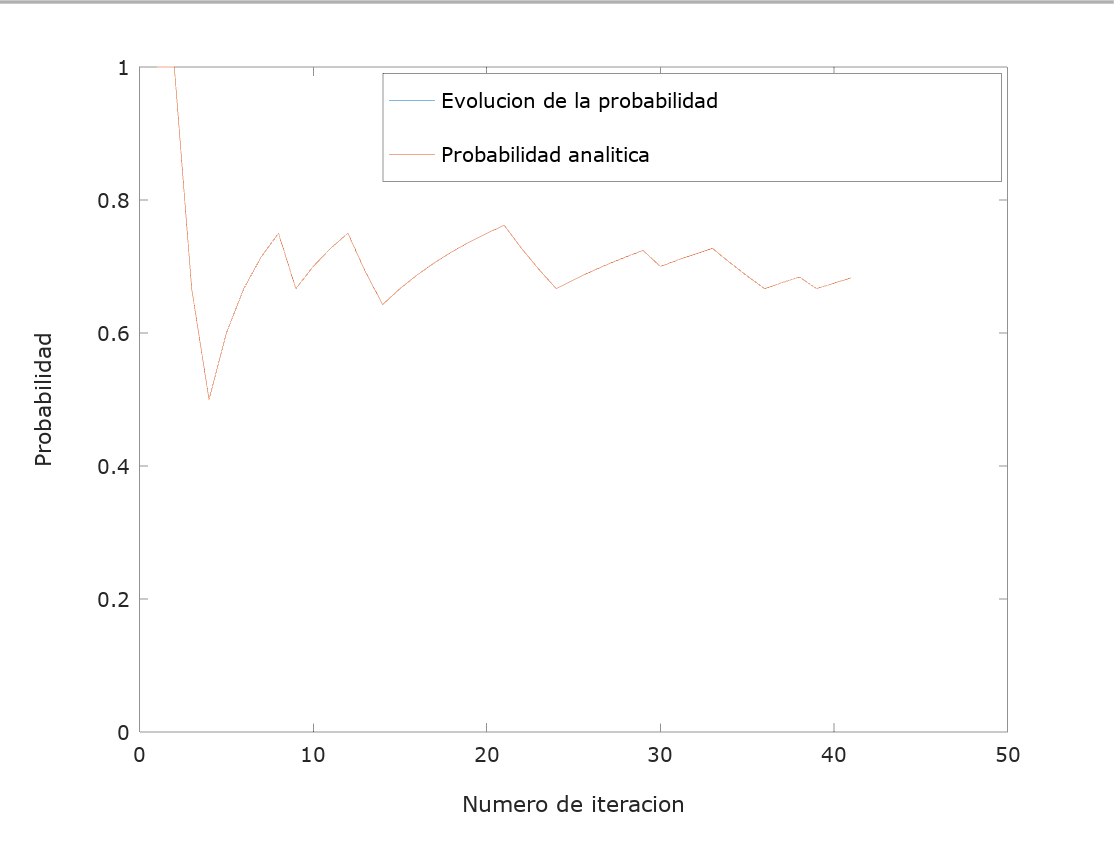 1
0.8
0.6
0.4
0.2
0
0 10 20 30 40 50
Probabilidad
Numero de iteracion
Evolucion de la probabilidad
Probabilidad analitica